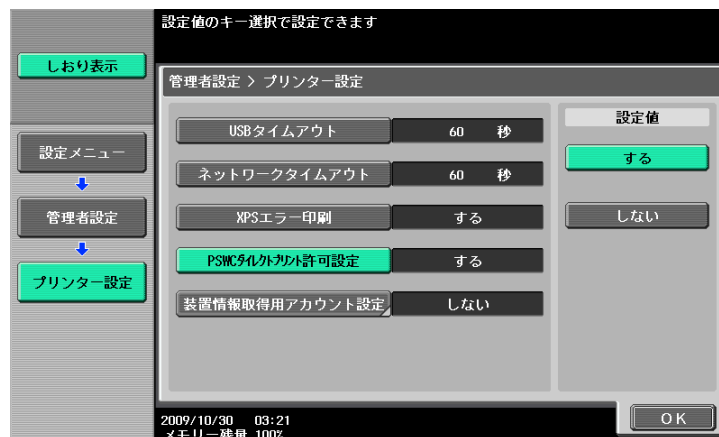 設定値のキー選択で設定できます
しおり表示
管理者設定 > プリンター設定
設定メニュー
管理者設定
プリンター設定
USBタイムアウト 60 秒
ネットワークタイムアウト 60 秒
XPSエラー印刷 する
PSWCダイレクトプリント許可設定 する
装置情報取得用アカウント設定 しない
設定値
する
しない
2009/10/30 03:21
メモリー残量 100%
OK